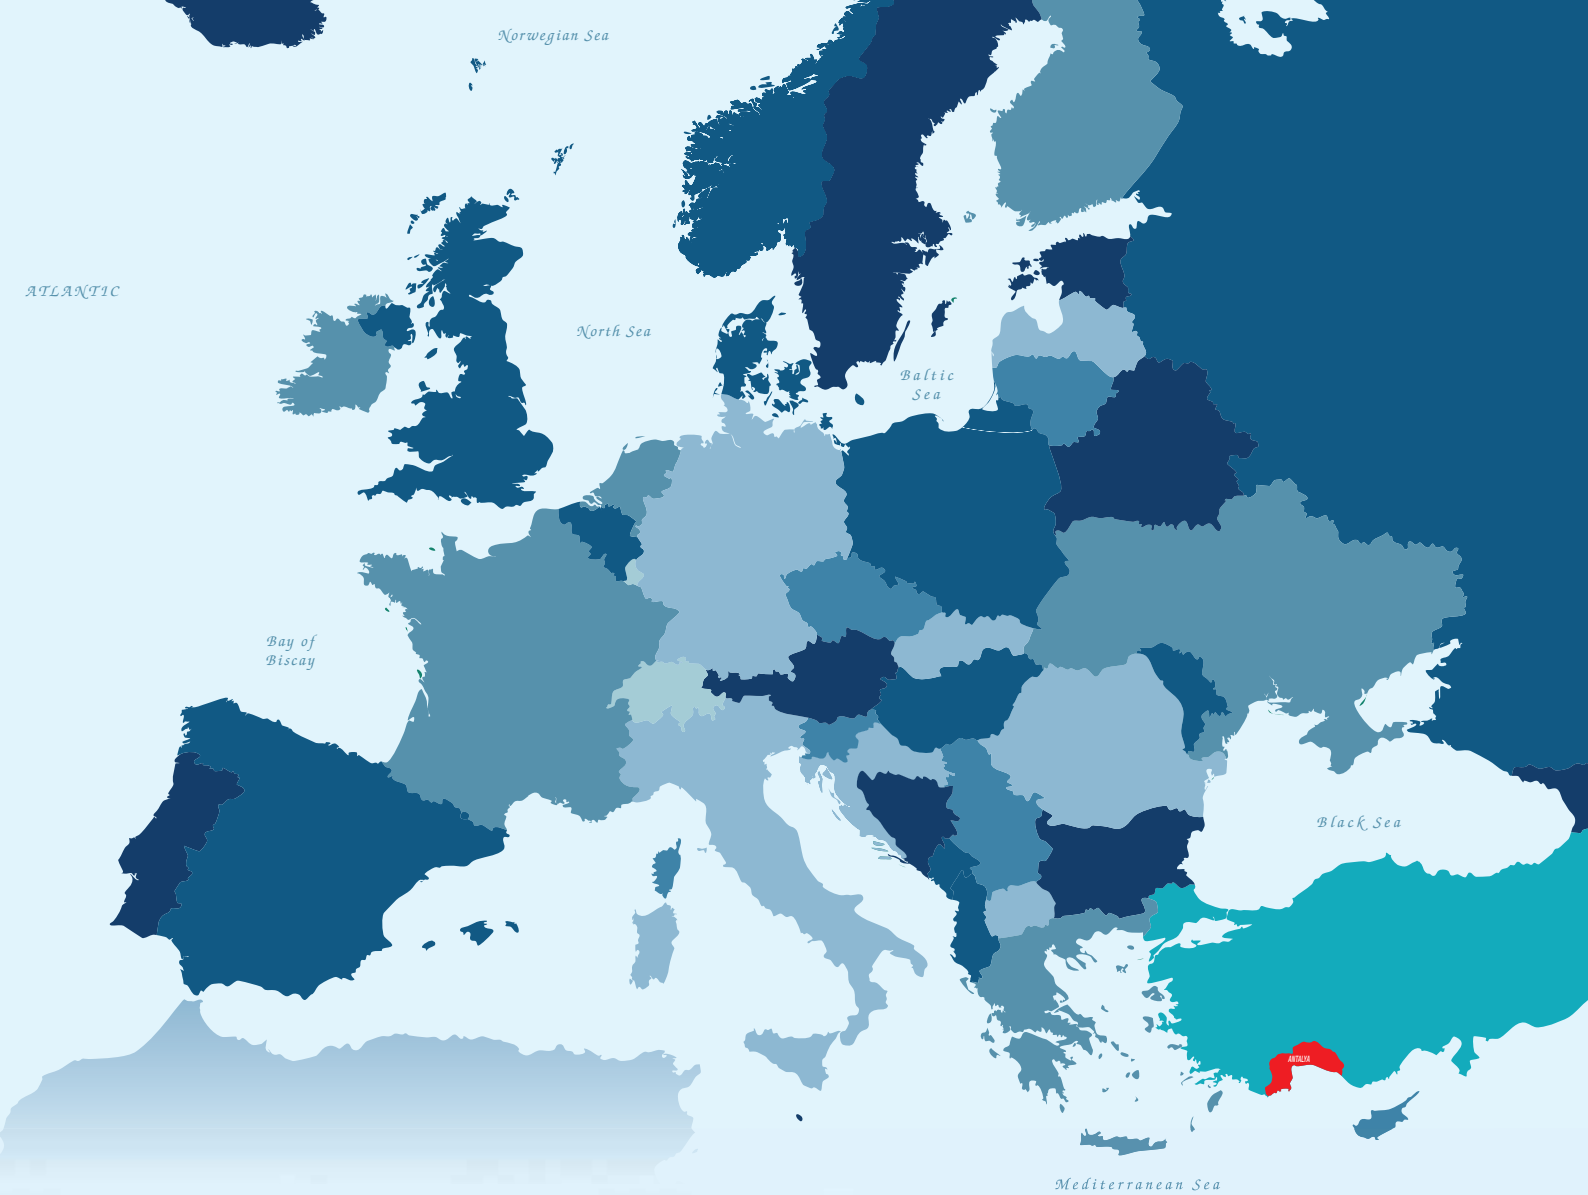 Norwegian Sea
ATLANTIC
North Sea
Baltic
Sea
Bay of
Biscay
Black Sea
ANTALYA
Mediterranean Sea